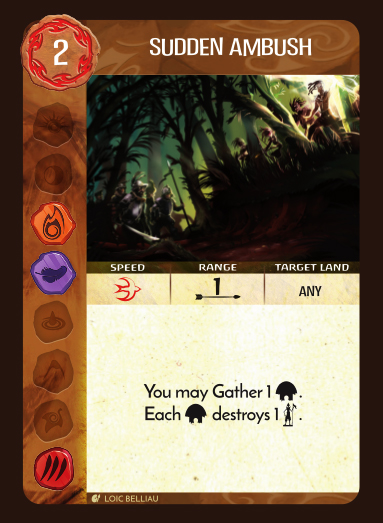 2
SUDDEN AMBUSH
SPEED RANGE TARGET LAND
1 ANY
You may Gather 1 .
Each destroys 1 .
LOIC BELLIAU